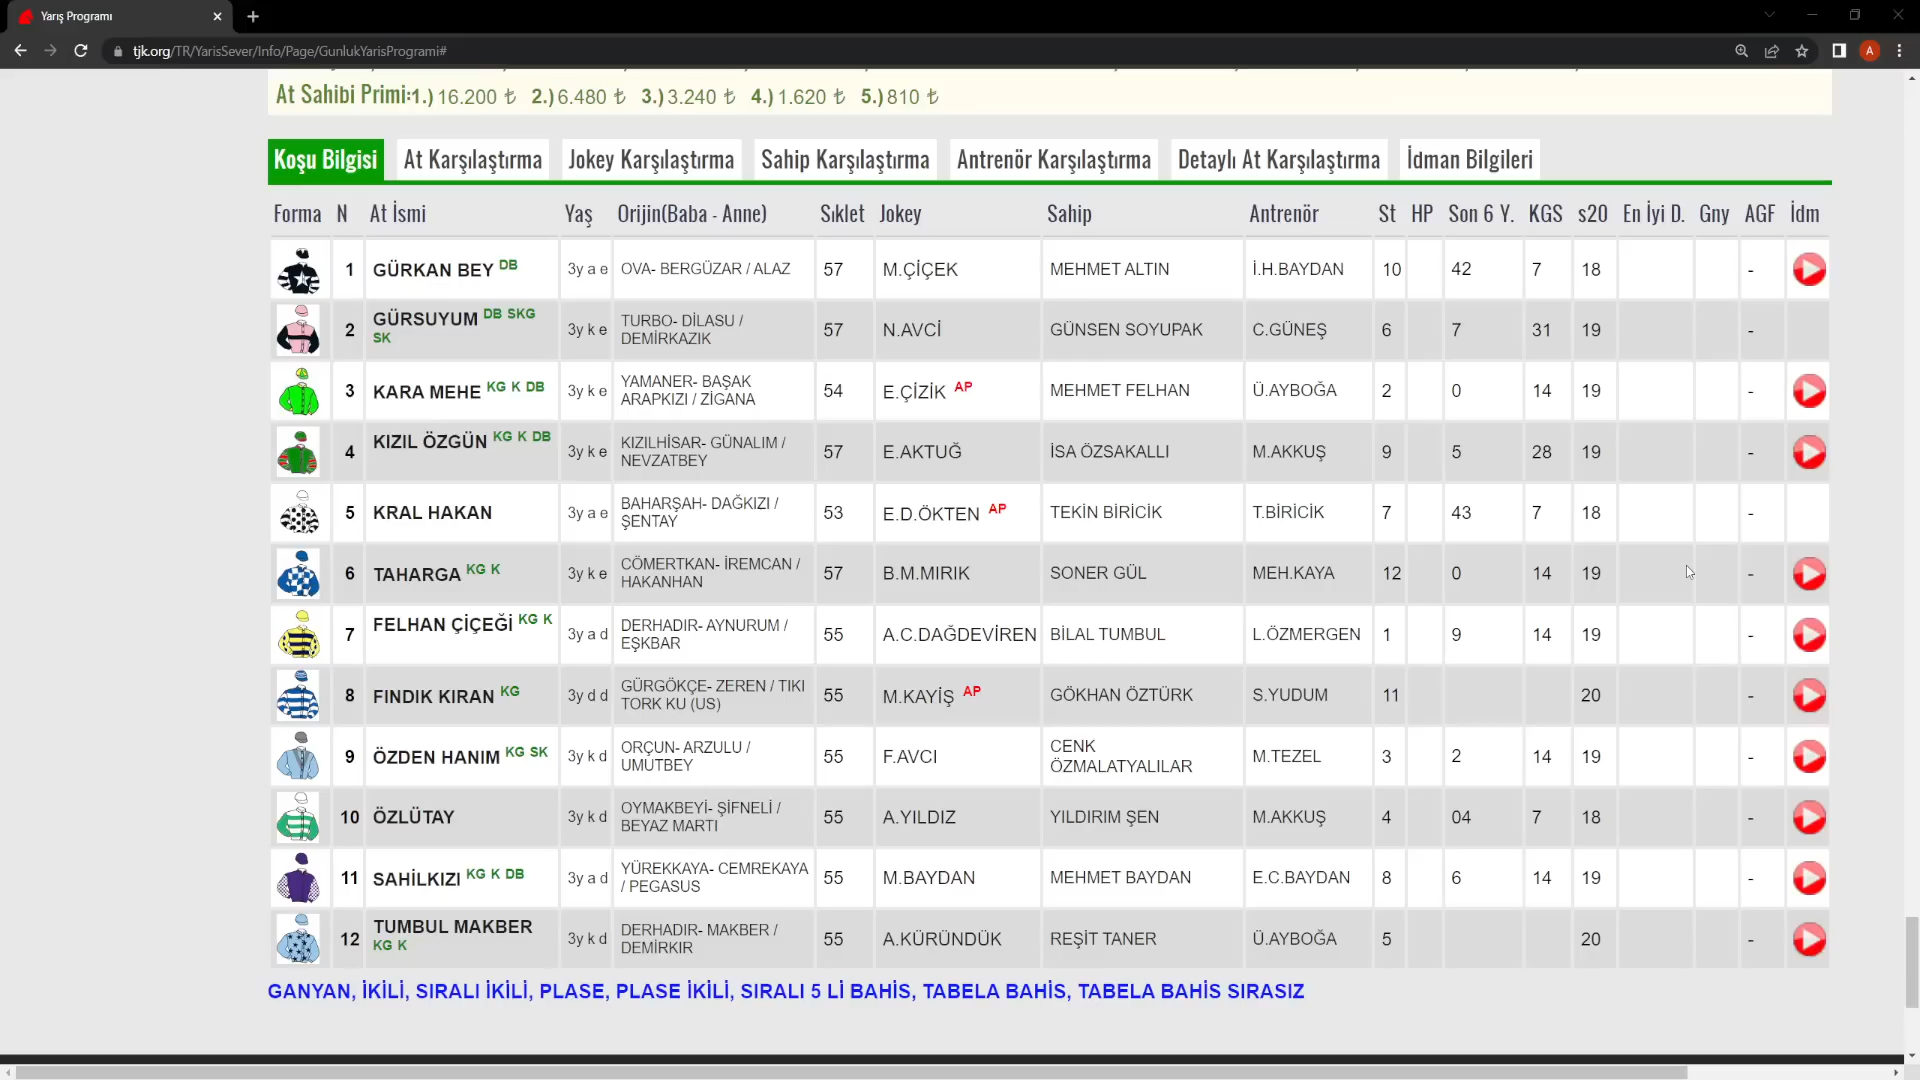 Yarış Programı
tjk.org/TR/YarisSever/Info/Page/GunlukYarisProgrami#
A
At Sahibi Primi:1.) 16.200 ₺ 2.) 6.480 ₺ 3.) 3.240 ₺ 4.) 1.620 ₺ 5.) 810 ₺
Koşu Bilgisi At Karşılaştırma Jokey Karşılaştırma Sahip Karşılaştırma Antrenör Karşılaştırma Detaylı At Karşılaştırma İdman Bilgileri
Forma N At İsmi Yaş Orijin(Baba - Anne) Sıklet Jokey Sahip Antrenör St HP Son 6 Y. KGS s20 En İyi D. Gny AGF İdm
1 GÜRKAN BEY DB 3y a e OVA- BERGÜZAR / ALAZ 57 M.ÇİÇEK MEHMET ALTIN İ.H.BAYDAN 10 42 7 18 -
2 GÜRSUYUM DB SKG SK 3y k e TURBO- DİLASU / DEMİRKAZIK 57 N.AVCİ GÜNSEN SOYUPAK C.GÜNEŞ 6 7 31 19 -
3 KARA MEHE KG K DB 3y k e YAMANER- BAŞAK ARAPKIZI / ZİGANA 54 E.ÇİZİK AP MEHMET FELHAN Ü.AYBOĞA 2 0 14 19 -
4 KIZIL ÖZGÜN KG K DB 3y k e KIZILHİSAR- GÜNALIM / NEVZATBEY 57 E.AKTUĞ İSA ÖZSAKALLI M.AKKUŞ 9 5 28 19 -
5 KRAL HAKAN 3y a e BAHARŞAH- DAĞKIZI / ŞENTAY 53 E.D.ÖKTEN AP TEKİN BİRİCİK T.BİRİCİK 7 43 7 18 -
6 TAHARGA KG K 3y k e CÖMERTKAN- İREMCAN / HAKANHAN 57 B.M.MIRIK SONER GÜL MEH.KAYA 12 0 14 19 -
7 FELHAN ÇİÇEĞİ KG K 3y a d DERHADIR- AYNURUM / EŞKBAR 55 A.C.DAĞDEVİREN BİLAL TUMBUL L.ÖZMERGEN 1 9 14 19 -
8 FINDIK KIRAN KG 3y d d GÜRGÖKÇE- ZEREN / TIKI TORK KU (US) 55 M.KAYİŞ AP GÖKHAN ÖZTÜRK S.YUDUM 11 20 -
9 ÖZDEN HANIM KG SK 3y k d ORÇUN- ARZULU / UMUTBEY 55 F.AVCI CENK ÖZMALATYALILAR M.TEZEL 3 2 14 19 -
10 ÖZLÜTAY 3y k d OYMAKBEYİ- ŞİFNELİ / BEYAZ MARTI 55 A.YILDIZ YILDIRIM ŞEN M.AKKUŞ 4 04 7 18 -
11 SAHİLKIZI KG K DB 3y a d YÜREKKAYA- CEMREKAYA / PEGASUS 55 M.BAYDAN MEHMET BAYDAN E.C.BAYDAN 8 6 14 19 -
12 TUMBUL MAKBER KG K 3y k d DERHADIR- MAKBER / DEMİRKIR 55 A.KÜRÜNDÜK REŞİT TANER Ü.AYBOĞA 5 20 -
GANYAN, İKİLİ, SIRALI İKİLİ, PLASE, PLASE İKİLİ, SIRALI 5 Lİ BAHİS, TABELA BAHİS, TABELA BAHİS SIRASIZ